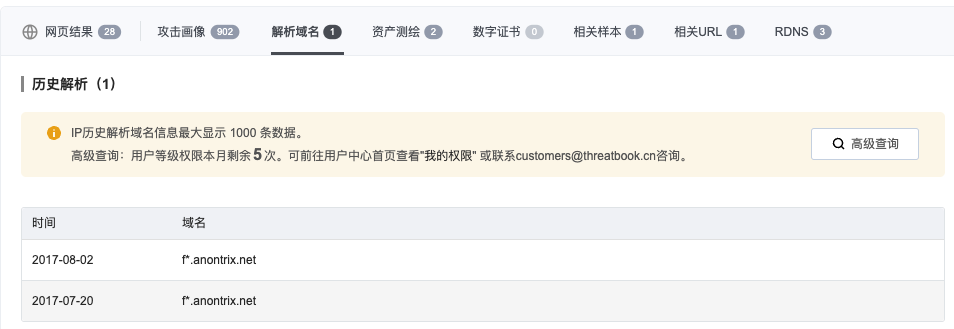 网页结果 28 攻击画像 902 解析域名 1 资产测绘 2 数字证书 0 相关样本 1 相关URL 1 RDNS 3
历史解析（1）
IP历史解析域名信息最大显示 1000 条数据。
高级查询：用户等级权限本月剩余 5 次。可前往用户中心首页查看"我的权限" 或联系customers@threatbook.cn咨询。
高级查询
时间 域名
2017-08-02 f*.anontrix.net
2017-07-20 f*.anontrix.net